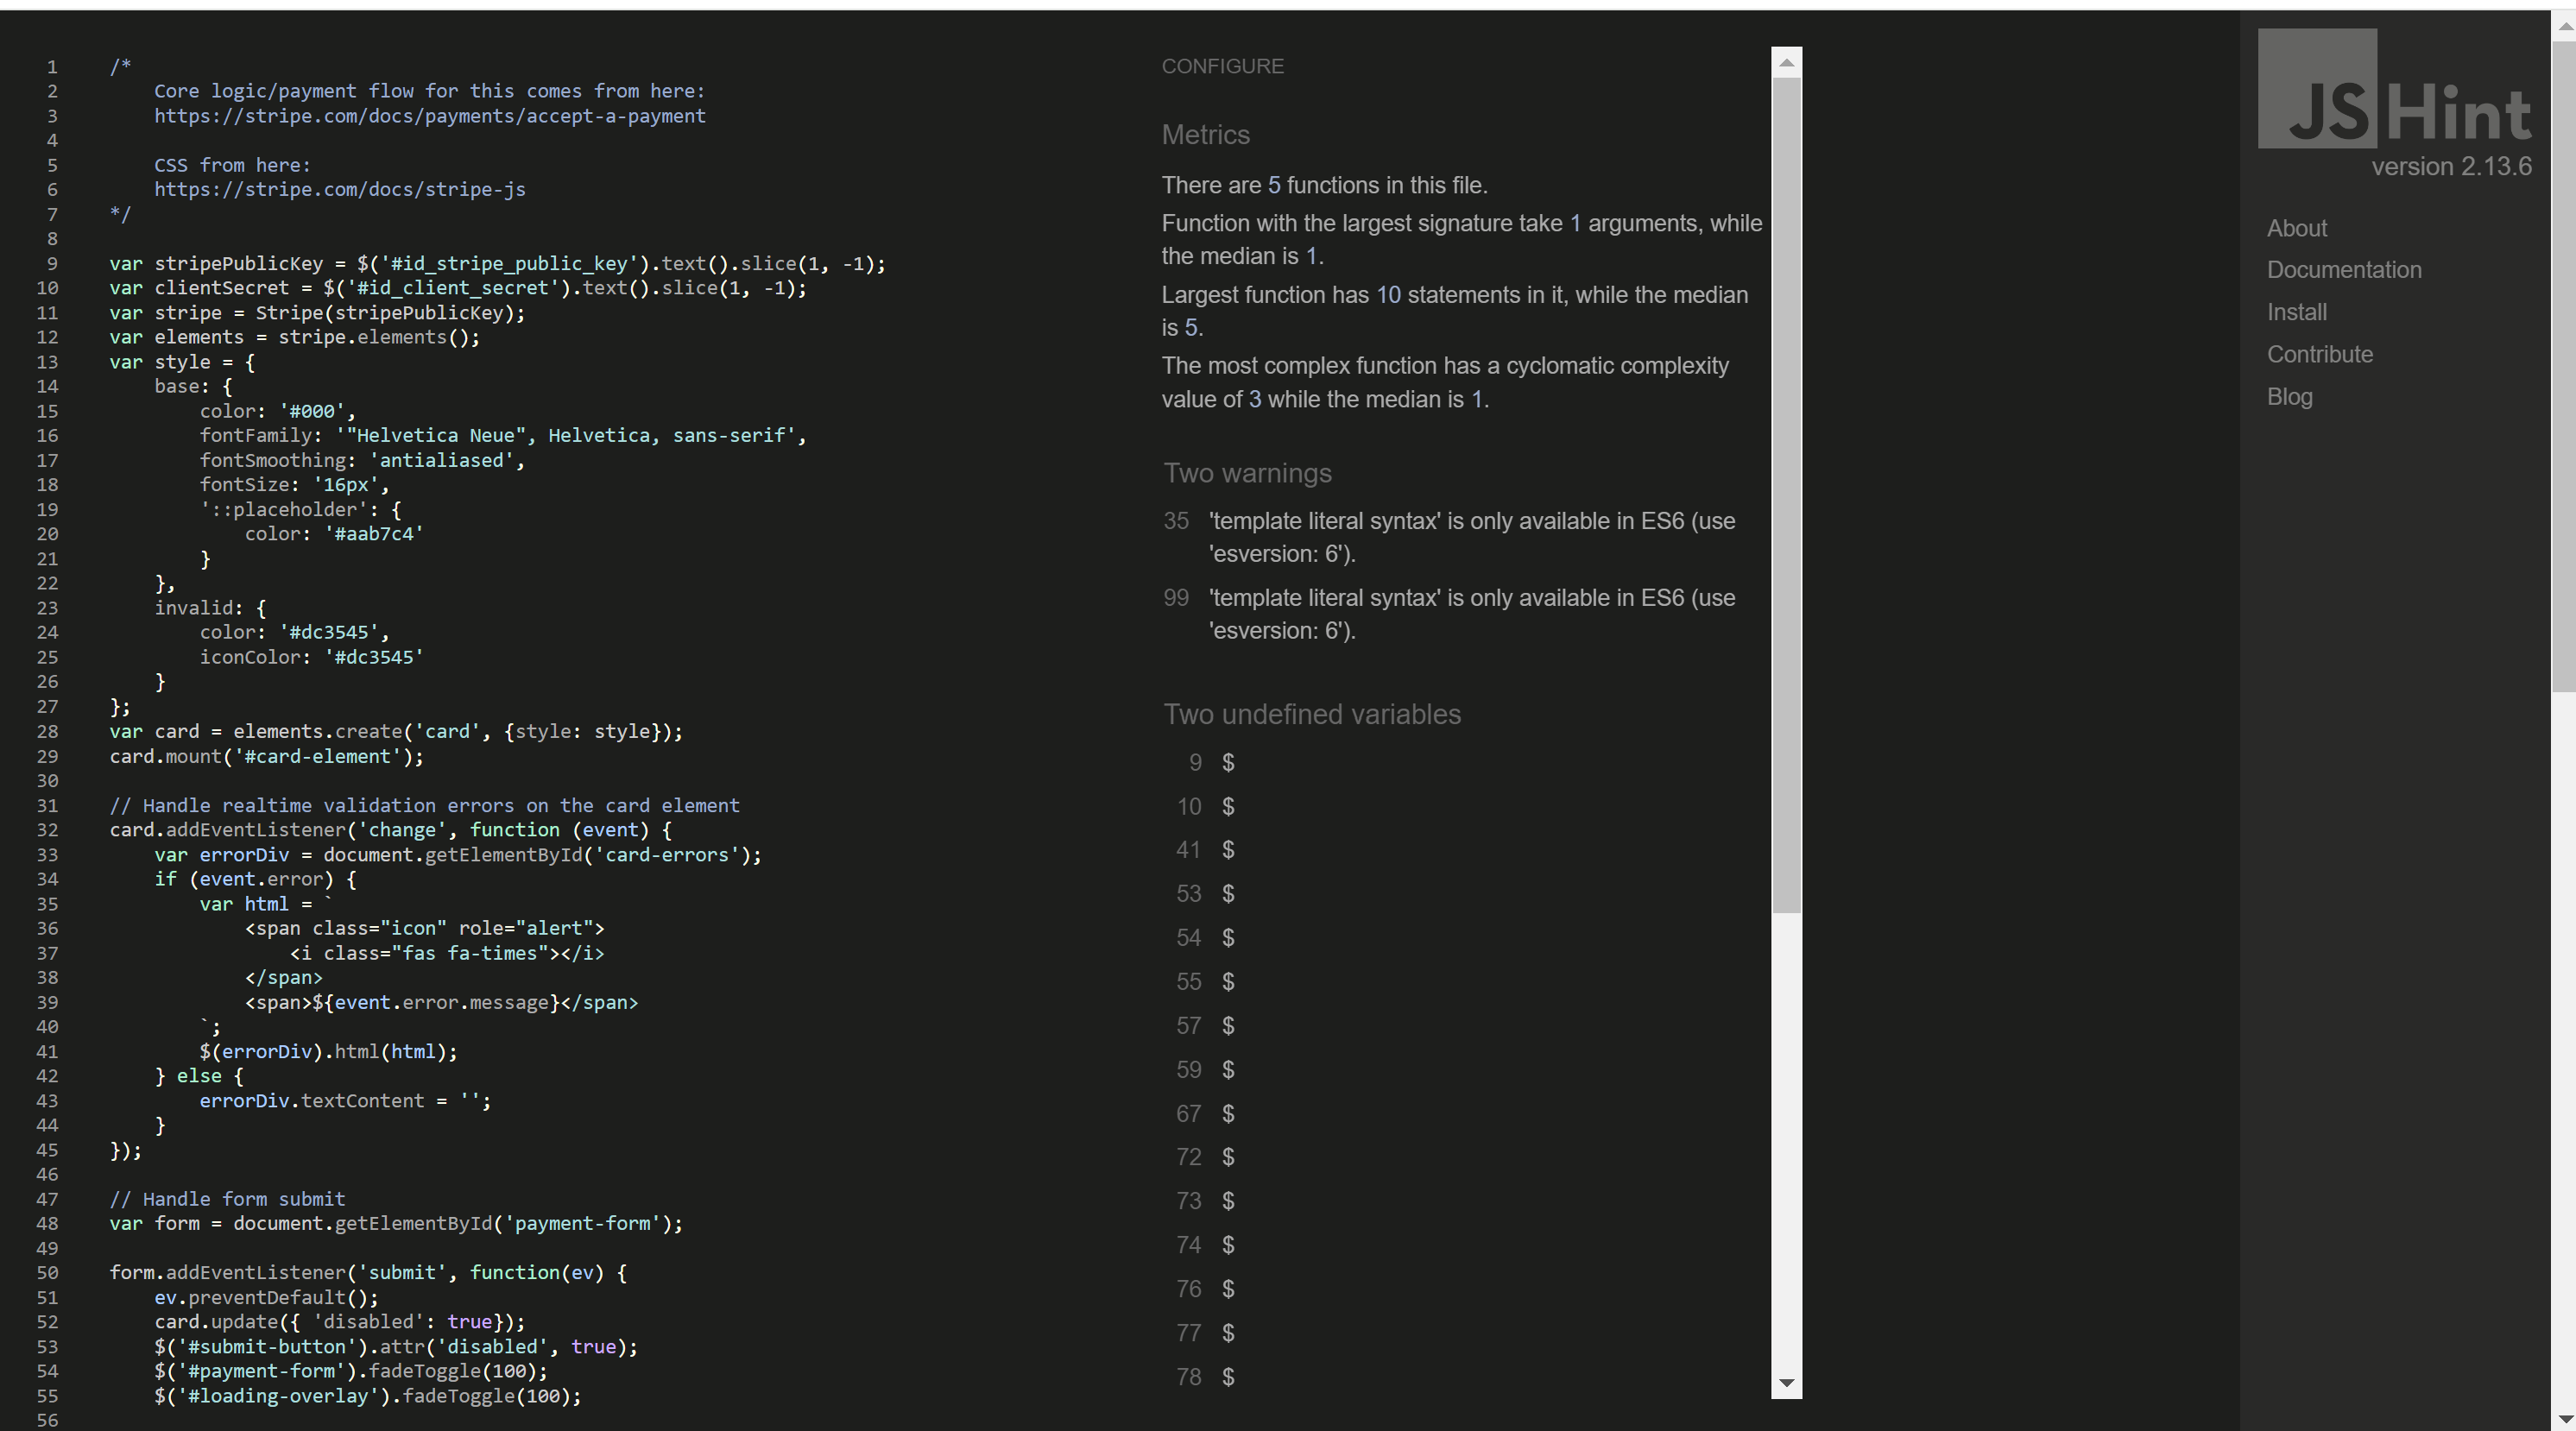 1 /*
2     Core logic/payment flow for this comes from here:
3     https://stripe.com/docs/payments/accept-a-payment
4
5     CSS from here:
6     https://stripe.com/docs/stripe-js
7 */
8
9 var stripePublicKey = $('#id_stripe_public_key').text().slice(1, -1);
10 var clientSecret = $('#id_client_secret').text().slice(1, -1);
11 var stripe = Stripe(stripePublicKey);
12 var elements = stripe.elements();
13 var style = {
14     base: {
15         color: '#000',
16         fontFamily: '"Helvetica Neue", Helvetica, sans-serif',
17         fontSmoothing: 'antialiased',
18         fontSize: '16px',
19         '::placeholder': {
20             color: '#aab7c4'
21         }
22     },
23     invalid: {
24         color: '#dc3545',
25         iconColor: '#dc3545'
26     }
27 };
28 var card = elements.create('card', {style: style});
29 card.mount('#card-element');
30
31 // Handle realtime validation errors on the card element
32 card.addEventListener('change', function (event) {
33     var errorDiv = document.getElementById('card-errors');
34     if (event.error) {
35         var html = `
36             <span class="icon" role="alert">
37                 <i class="fas fa-times"></i>
38             </span>
39             <span>${event.error.message}</span>
40         `;
41         $(errorDiv).html(html);
42     } else {
43         errorDiv.textContent = '';
44     }
45 });
46
47 // Handle form submit
48 var form = document.getElementById('payment-form');
49
50 form.addEventListener('submit', function(ev) {
51     ev.preventDefault();
52     card.update({ 'disabled': true});
53     $('#submit-button').attr('disabled', true);
54     $('#payment-form').fadeToggle(100);
55     $('#loading-overlay').fadeToggle(100);
56
CONFIGURE
Metrics
There are 5 functions in this file.
Function with the largest signature take 1 arguments, while
the median is 1.
Largest function has 10 statements in it, while the median
is 5.
The most complex function has a cyclomatic complexity
value of 3 while the median is 1.
Two warnings
35 'template literal syntax' is only available in ES6 (use
'esversion: 6').
99 'template literal syntax' is only available in ES6 (use
'esversion: 6').
Two undefined variables
9 $
10 $
41 $
53 $
54 $
55 $
57 $
59 $
67 $
72 $
73 $
74 $
76 $
77 $
78 $
JSHint
version 2.13.6
About
Documentation
Install
Contribute
Blog